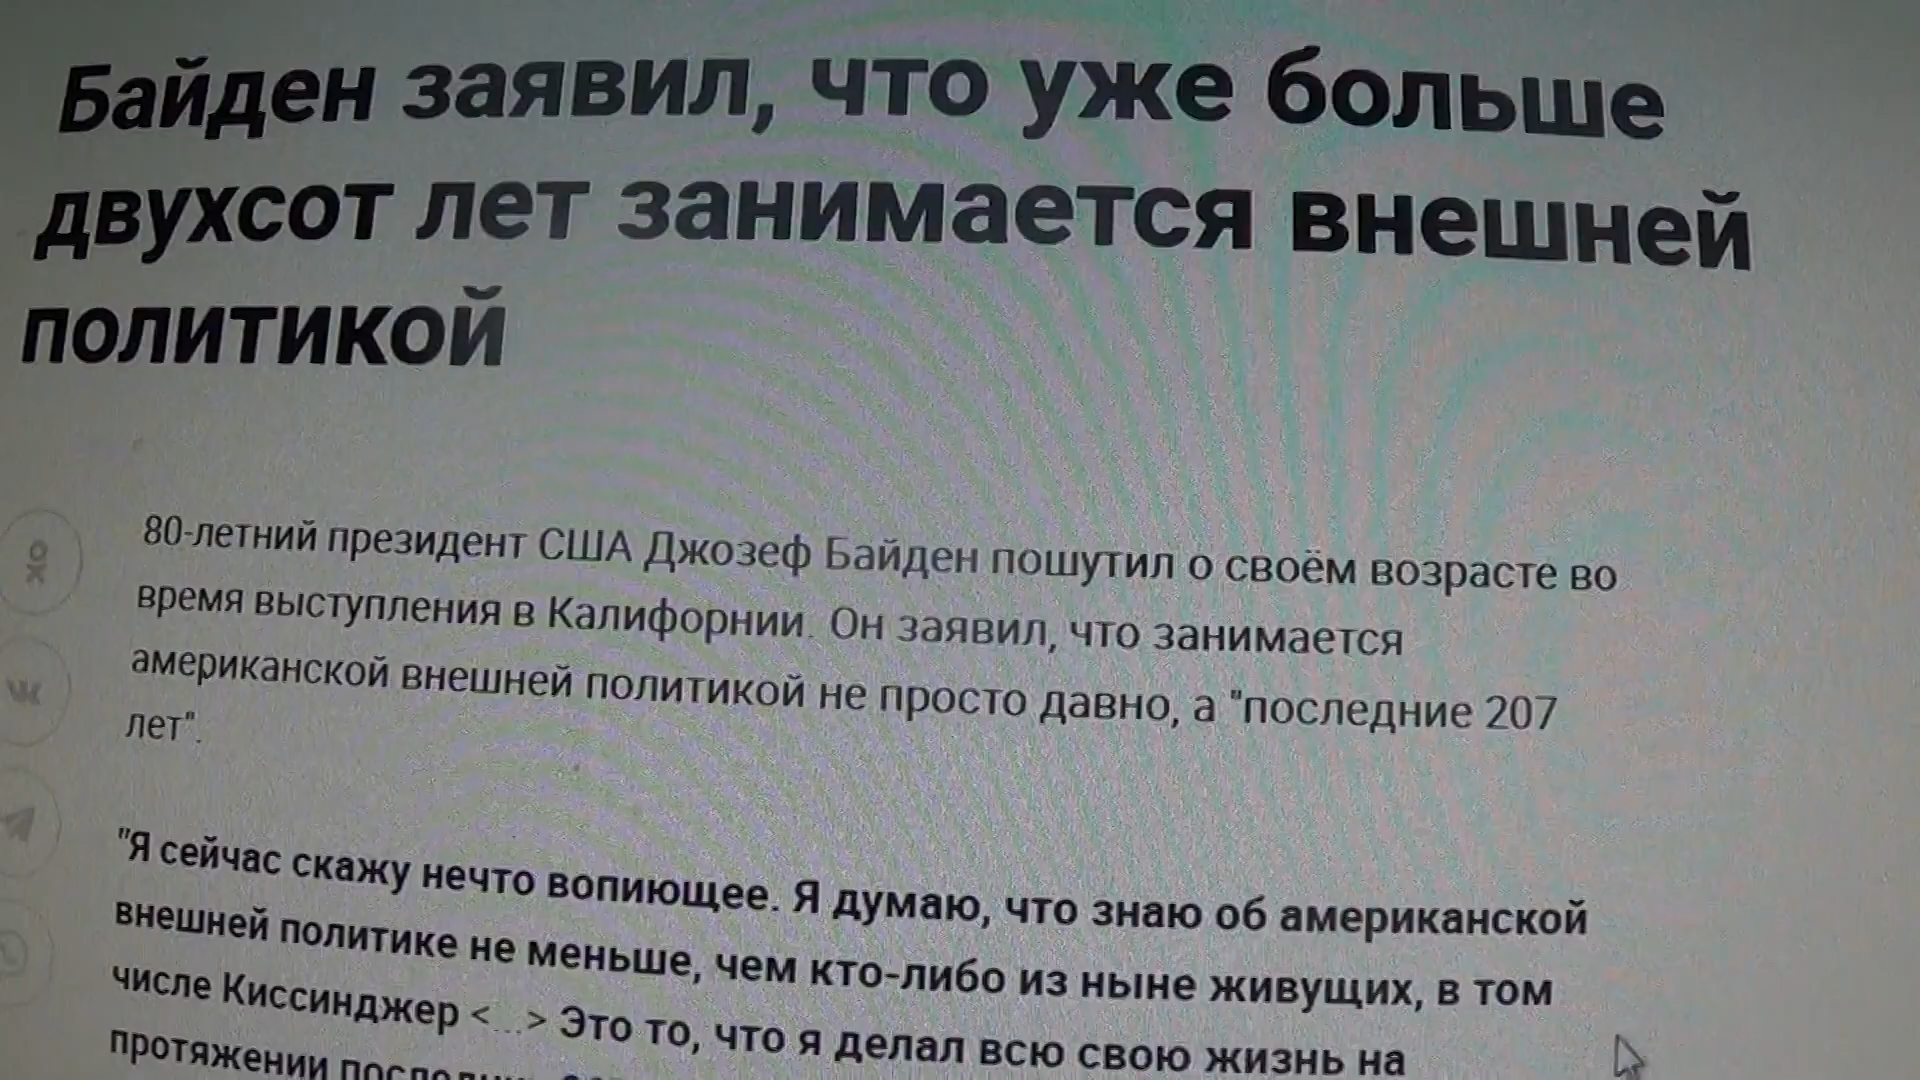 Байден заявил, что уже больше
двухсот лет занимается внешней
политикой
80-летний президент США Джозеф Байден пошутил о своём возрасте во
время выступления в Калифорнии. Он заявил, что занимается
американской внешней политикой не просто давно, а "последние 207
лет".
"Я сейчас скажу нечто вопиющее. Я думаю, что знаю об американской
внешней политике не меньше, чем кто-либо из ныне живущих, в том
числе Киссинджер <...> Это то, что я делал всю свою жизнь на
протяжении